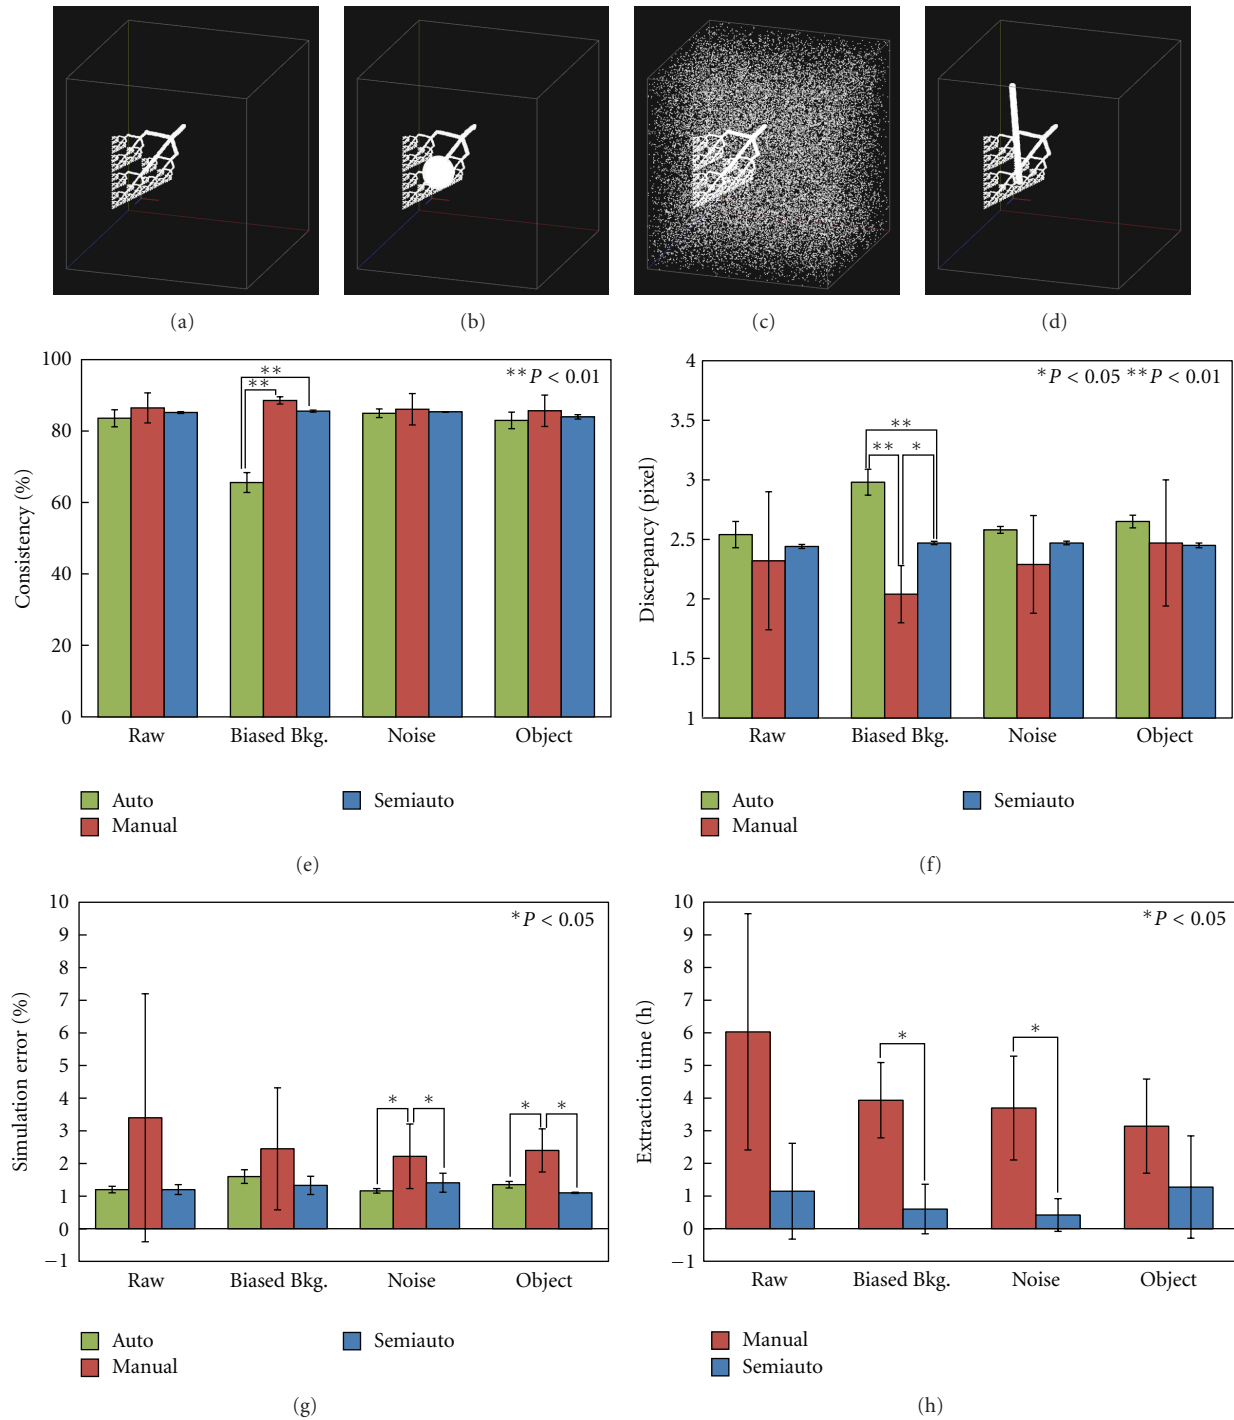 (a)
(b)
(c)
(d)
100
80
60
40
20
0
Consistency (%)
** P < 0.01
**
**
Raw
Biased Bkg.
Noise
Object
Auto
Manual
Semiauto
(e)
4
3.5
3
2.5
2
1.5
1
Discrepancy (pixel)
* P < 0.05 ** P < 0.01
**
**
*
Raw
Biased Bkg.
Noise
Object
Auto
Manual
Semiauto
(f)
10
9
8
7
6
5
4
3
2
1
0
−1
Simulation error (%)
* P < 0.05
*
*
*
*
Raw
Biased Bkg.
Noise
Object
Auto
Manual
Semiauto
(g)
10
9
8
7
6
5
4
3
2
1
0
−1
Extraction time (h)
* P < 0.05
*
*
Raw
Biased Bkg.
Noise
Object
Manual
Semiauto
(h)